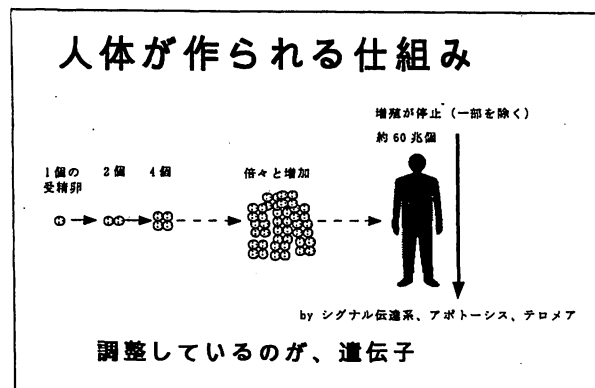 人体が作られる仕組み
増殖が停止（一部を除く）
約60兆個
1個の
受精卵
2個
4個
倍々と増加
by シグナル伝達系、アポトーシス、テロメア
調整しているのが、遺伝子